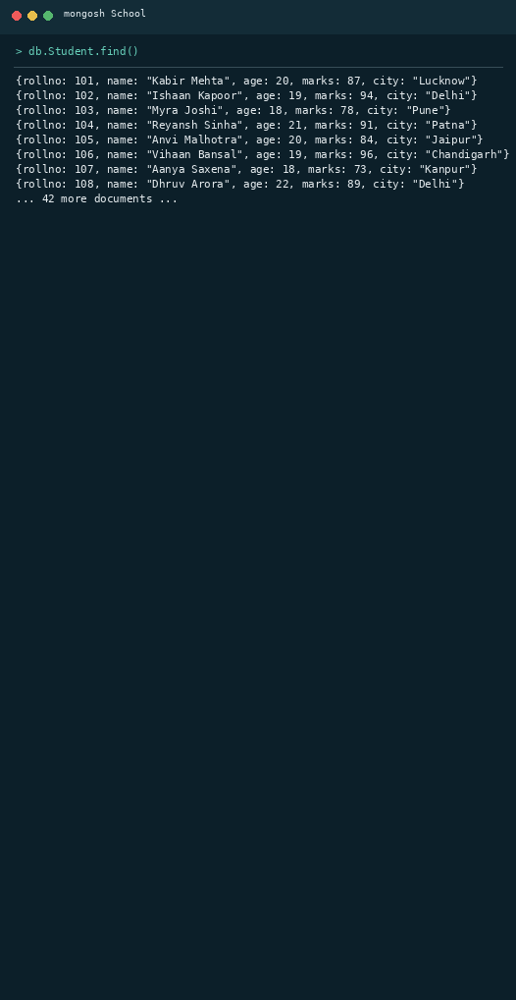 mongosh School
> db.Student.find()
{rollno: 101, name: "Kabir Mehta", age: 20, marks: 87, city: "Lucknow"}
{rollno: 102, name: "Ishaan Kapoor", age: 19, marks: 94, city: "Delhi"}
{rollno: 103, name: "Myra Joshi", age: 18, marks: 78, city: "Pune"}
{rollno: 104, name: "Reyansh Sinha", age: 21, marks: 91, city: "Patna"}
{rollno: 105, name: "Anvi Malhotra", age: 20, marks: 84, city: "Jaipur"}
{rollno: 106, name: "Vihaan Bansal", age: 19, marks: 96, city: "Chandigarh"}
{rollno: 107, name: "Aanya Saxena", age: 18, marks: 73, city: "Kanpur"}
{rollno: 108, name: "Dhruv Arora", age: 22, marks: 89, city: "Delhi"}
... 42 more documents ...